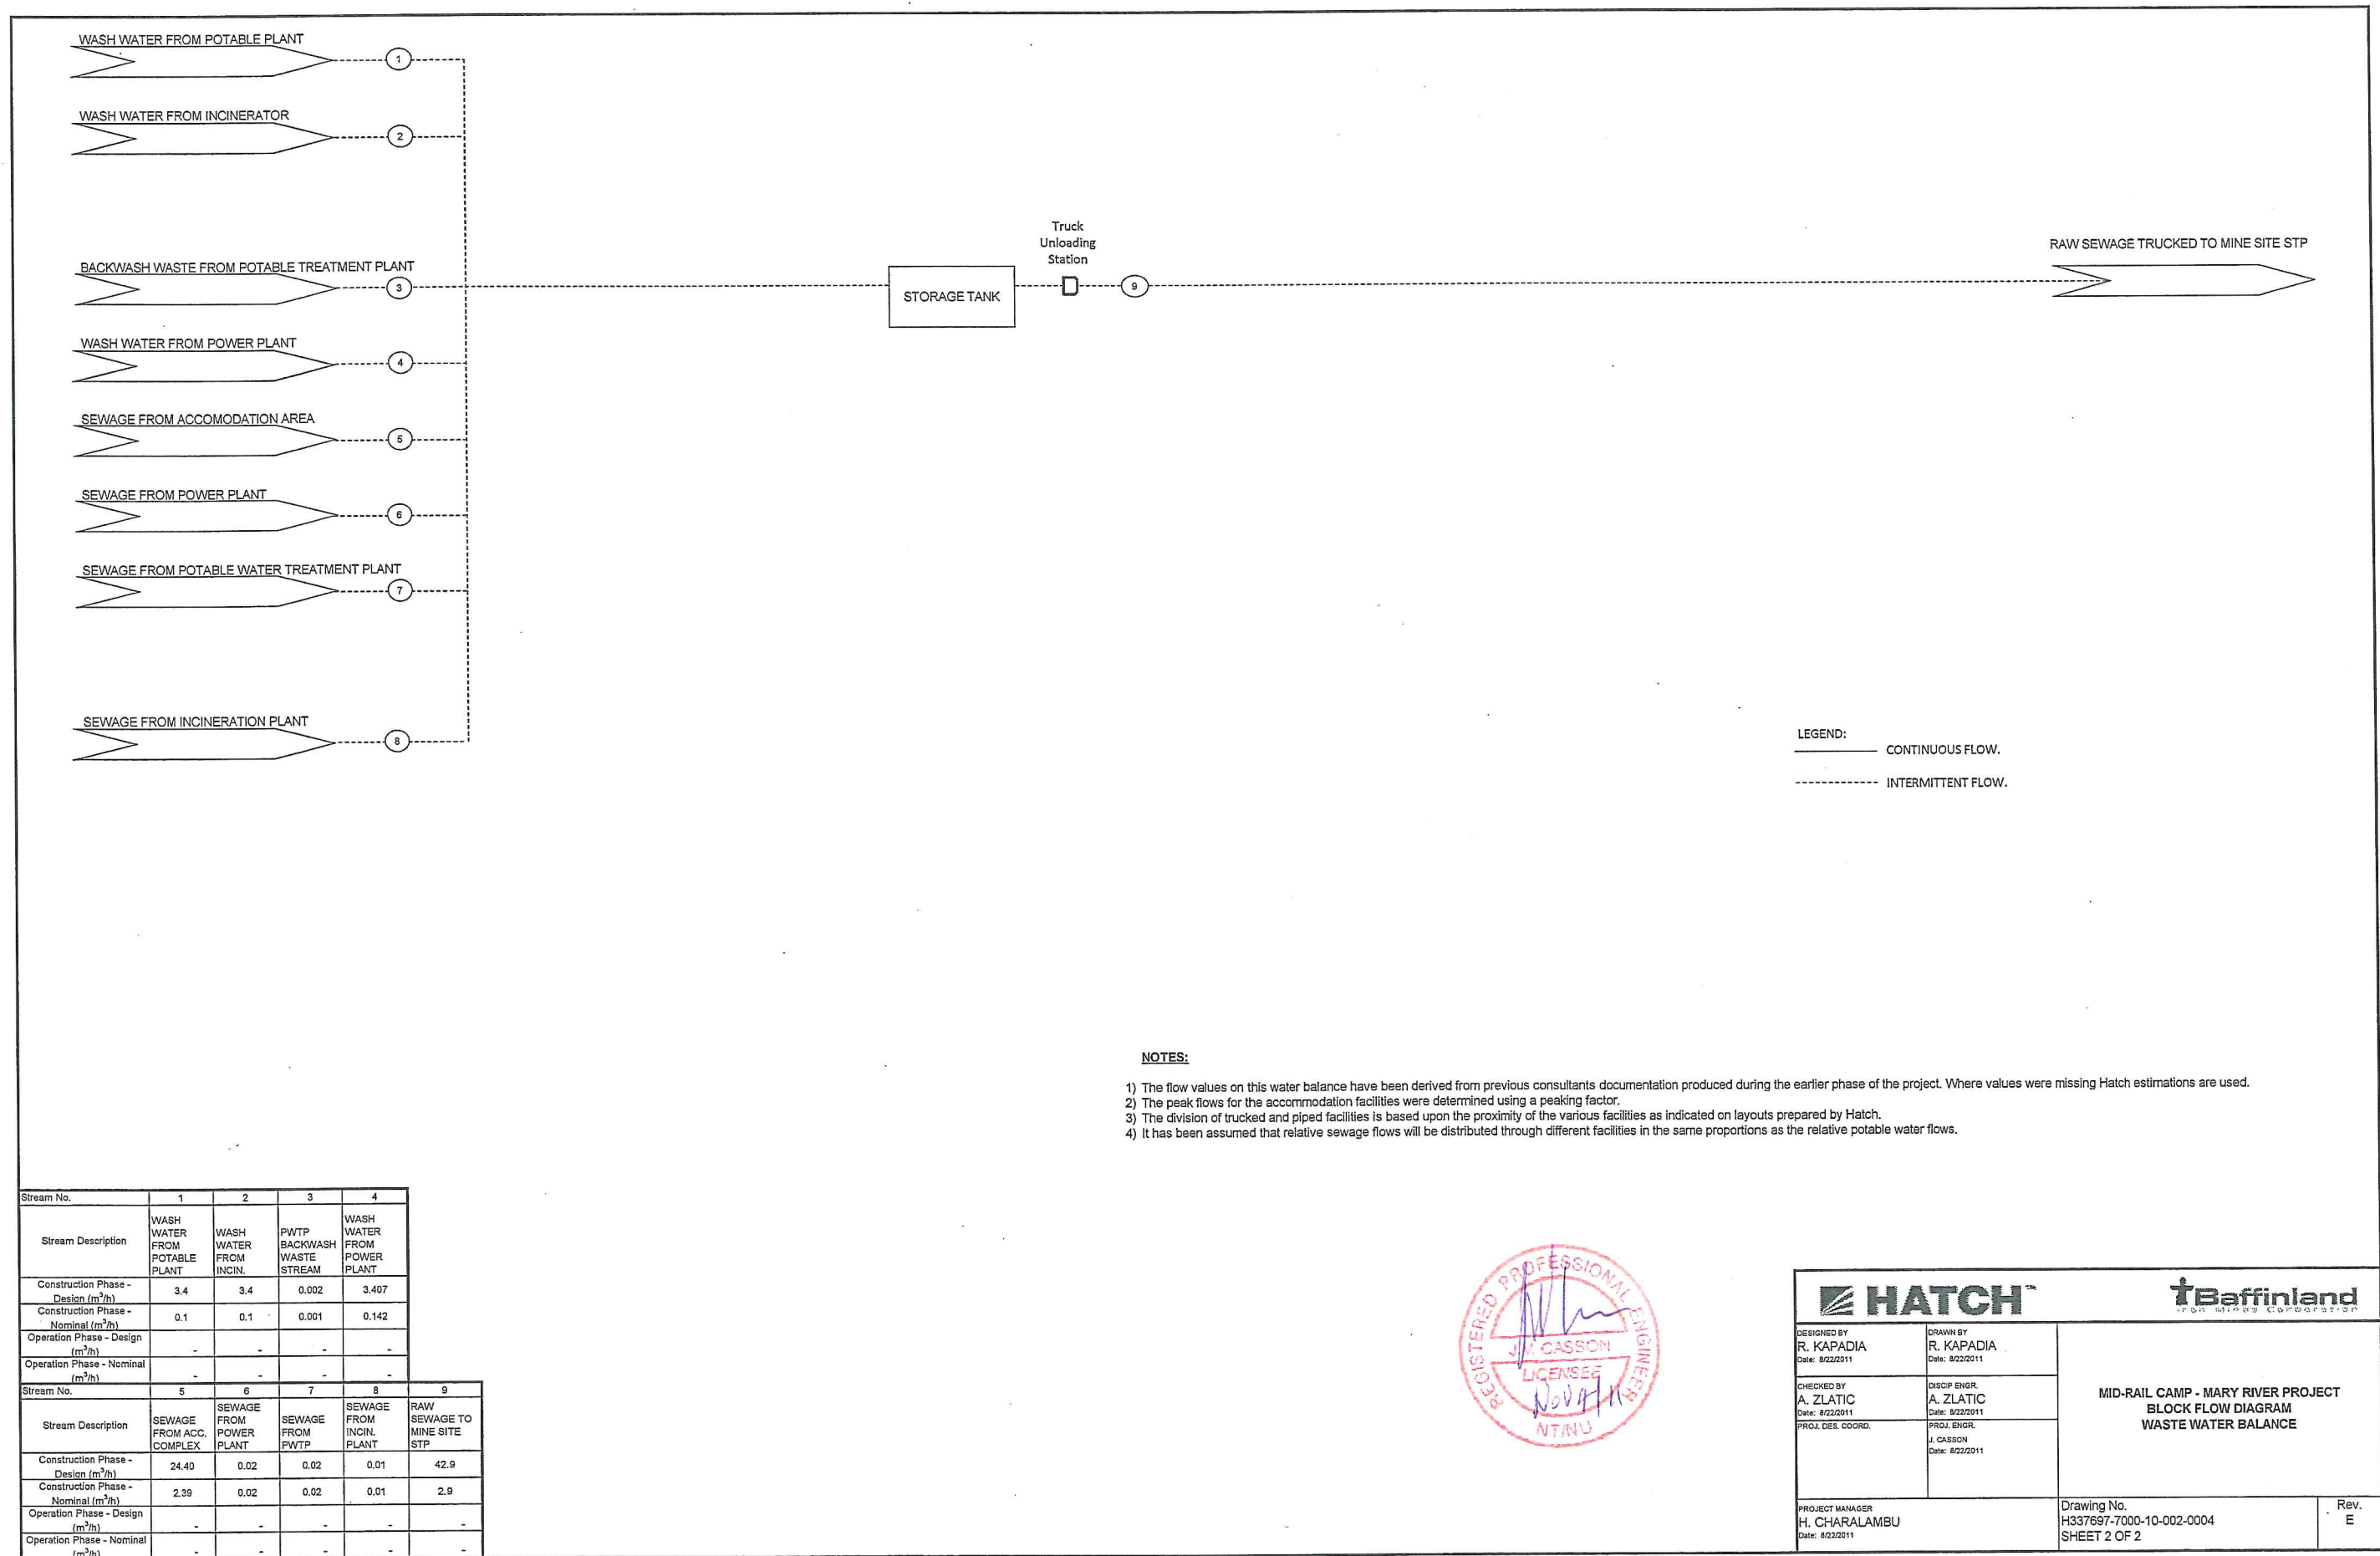 WASH WATER FROM POTABLE PLANT
1
WASH WATER FROM INCINERATOR
2
BACKWASH WASTE FROM POTABLE TREATMENT PLANT
3
WASH WATER FROM POWER PLANT
4
SEWAGE FROM ACCOMODATION AREA
5
SEWAGE FROM POWER PLANT
6
SEWAGE FROM POTABLE WATER TREATMENT PLANT
7
SEWAGE FROM INCINERATION PLANT
8
STORAGE TANK
Truck
Unloading
Station
9
RAW SEWAGE TRUCKED TO MINE SITE STP
LEGEND:
CONTINUOUS FLOW.
INTERMITTENT FLOW.
NOTES:
1) The flow values on this water balance have been derived from previous consultants documentation produced during the earlier phase of the project. Where values were missing Hatch estimations are used.
2) The peak flows for the accommodation facilities were determined using a peaking factor.
3) The division of trucked and piped facilities is based upon the proximity of the various facilities as indicated on layouts prepared by Hatch.
4) It has been assumed that relative sewage flows will be distributed through different facilities in the same proportions as the relative potable water flows.
Stream No. 1 2 3 4
Stream Description
WASH WATER FROM POTABLE PLANT
WASH WATER FROM INCIN.
PWTP BACKWASH WASTE STREAM
WASH WATER FROM POWER PLANT
Construction Phase - Design (m³/h) 3.4 3.4 0.002 3.407
Construction Phase - Nominal (m³/h) 0.1 0.1 0.001 0.142
Operation Phase - Design (m³/h) - - - -
Operation Phase - Nominal (m³/h) - - - -
Stream No. 5 6 7 8 9
Stream Description
SEWAGE FROM ACC. COMPLEX
SEWAGE FROM POWER PLANT
SEWAGE FROM PWTP
SEWAGE FROM INCIN. PLANT
RAW SEWAGE TO MINE SITE STP
Construction Phase - Design (m³/h) 24.40 0.02 0.02 0.01 42.9
Construction Phase - Nominal (m³/h) 2.39 0.02 0.02 0.01 2.9
Operation Phase - Design (m³/h) - - - - -
Operation Phase - Nominal (m³/h) - - - - -
REGISTERED PROFESSIONAL ENGINEER
CASSON
LICENSEE
NT/NU
HATCH™
Baffinland
Iron Mines Corporation
DESIGNED BY
R. KAPADIA
Date: 8/22/2011
DRAWN BY
R. KAPADIA
Date: 8/22/2011
CHECKED BY
A. ZLATIC
Date: 8/22/2011
DISCIP ENGR.
A. ZLATIC
Date: 8/22/2011
PROJ. DES. COORD.
PROJ. ENGR.
J. CASSON
Date: 8/22/2011
MID-RAIL CAMP - MARY RIVER PROJECT
BLOCK FLOW DIAGRAM
WASTE WATER BALANCE
PROJECT MANAGER
H. CHARALAMBU
Date: 8/22/2011
Drawing No.
H337697-7000-10-002-0004
SHEET 2 OF 2
Rev.
E